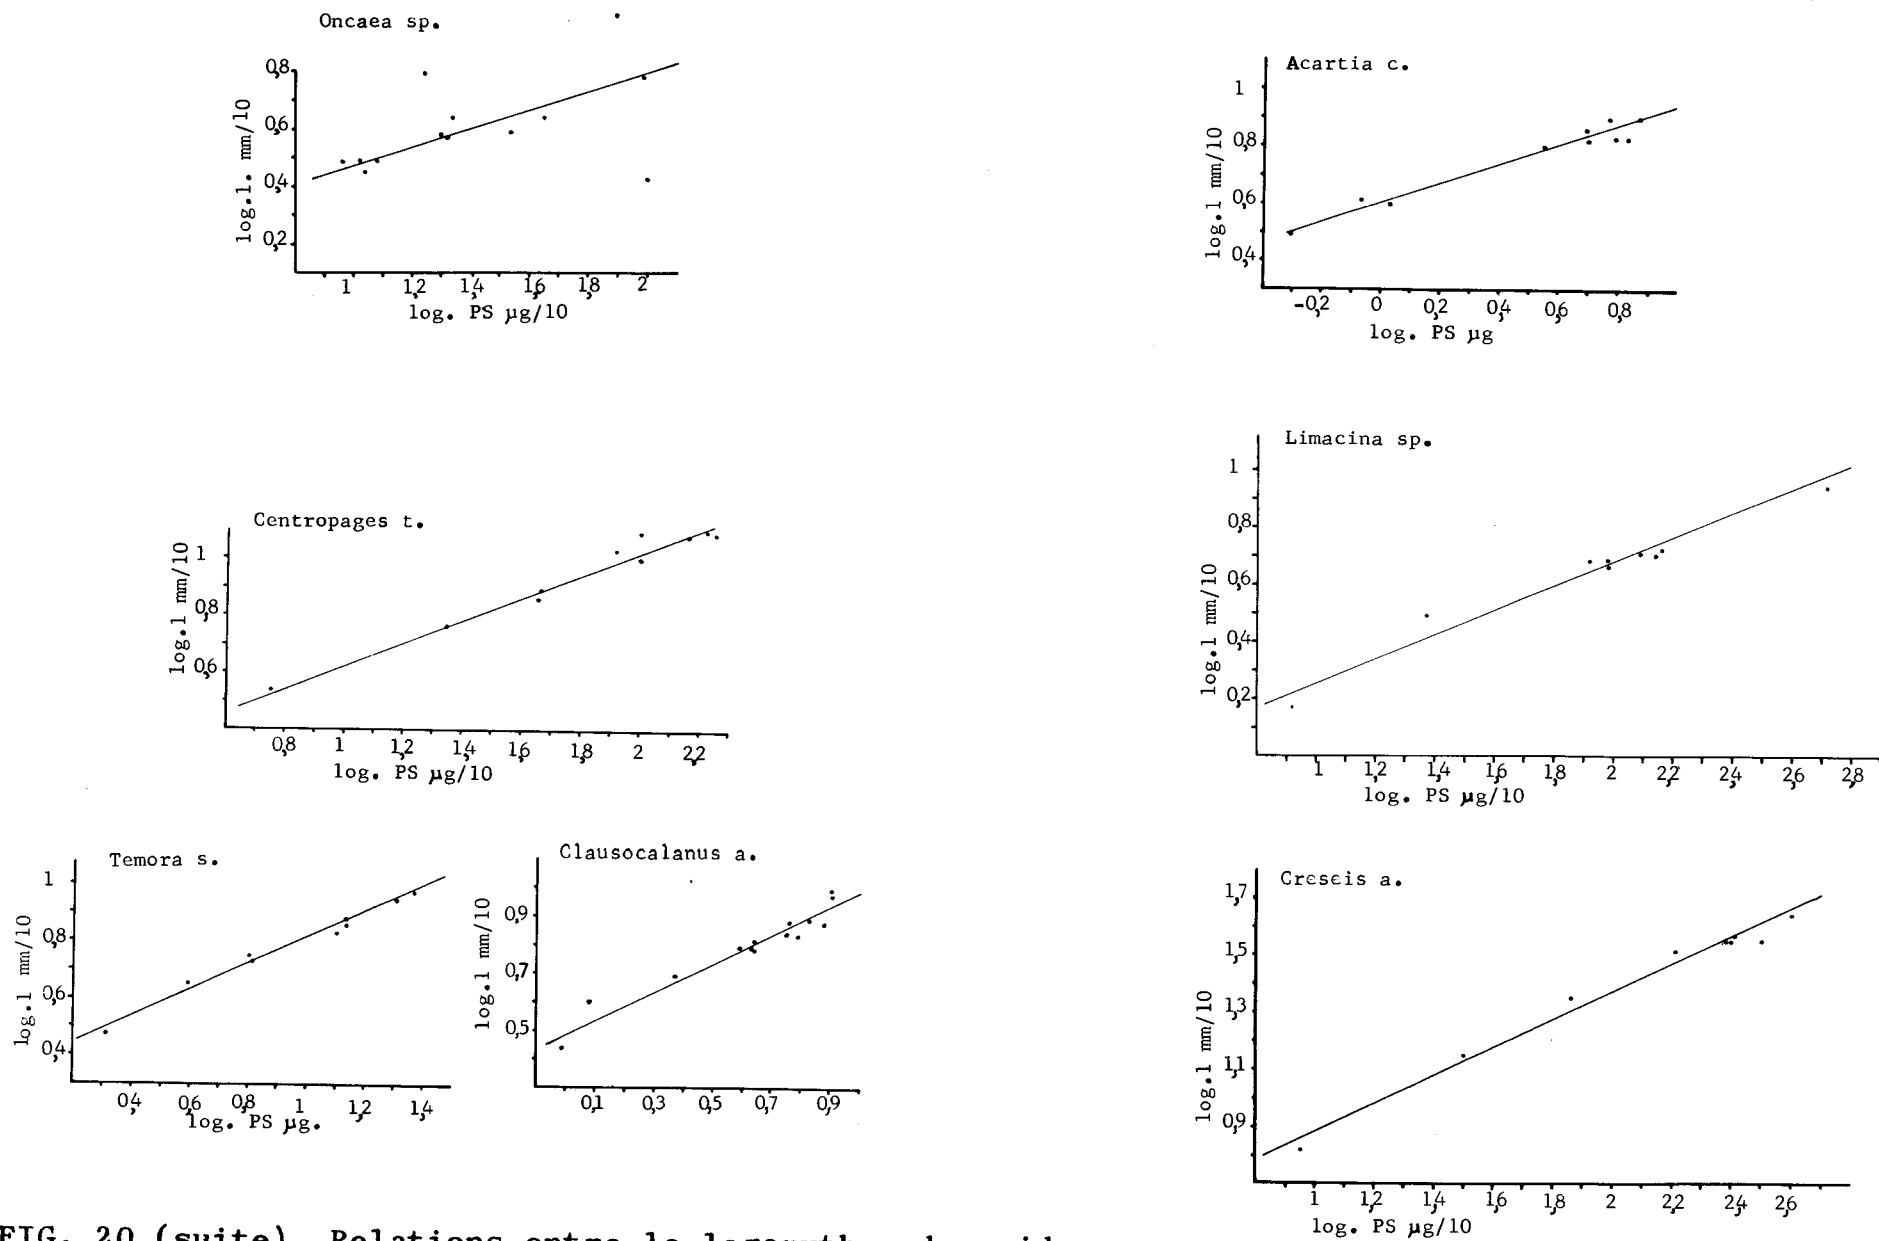 Oncaea sp.
0,8
0,6
0,4
0,2
log.l. mm/10
1 1,2 1,4 1,6 1,8 2
log. PS µg/10
Acartia c.
1
0,8
0,6
0,4
log.l mm/10
-0,2 0 0,2 0,4 0,6 0,8
log. PS µg
Centropages t.
1
0,8
0,6
log.l mm/10
0,8 1 1,2 1,4 1,6 1,8 2 2,2
log. PS µg/10
Limacina sp.
1
0,8
0,6
0,4
0,2
log.l mm/10
1 1,2 1,4 1,6 1,8 2 2,2 2,4 2,6 2,8
log. PS µg/10
Temora s.
1
0,8
0,6
0,4
log.l mm/10
0,4 0,6 0,8 1 1,2 1,4
log. PS µg.
Clausocalanus a.
0,9
0,7
0,5
log.l mm/10
0,1 0,3 0,5 0,7 0,9
Creseis a.
1,7
1,5
1,3
1,1
0,9
log.l mm/10
1 1,2 1,4 1,6 1,8 2 2,2 2,4 2,6
log. PS µg/10
FIG. 20 (suite) Relations entre le